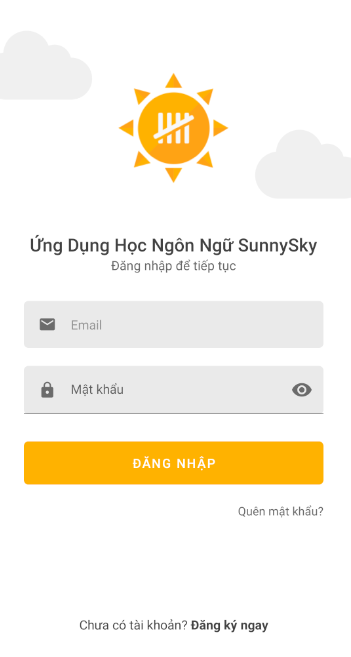 Ứng Dụng Học Ngôn Ngữ SunnySky
Đăng nhập để tiếp tục
Email
Mật khẩu
ĐĂNG NHẬP
Quên mật khẩu?
Chưa có tài khoản? Đăng ký ngay